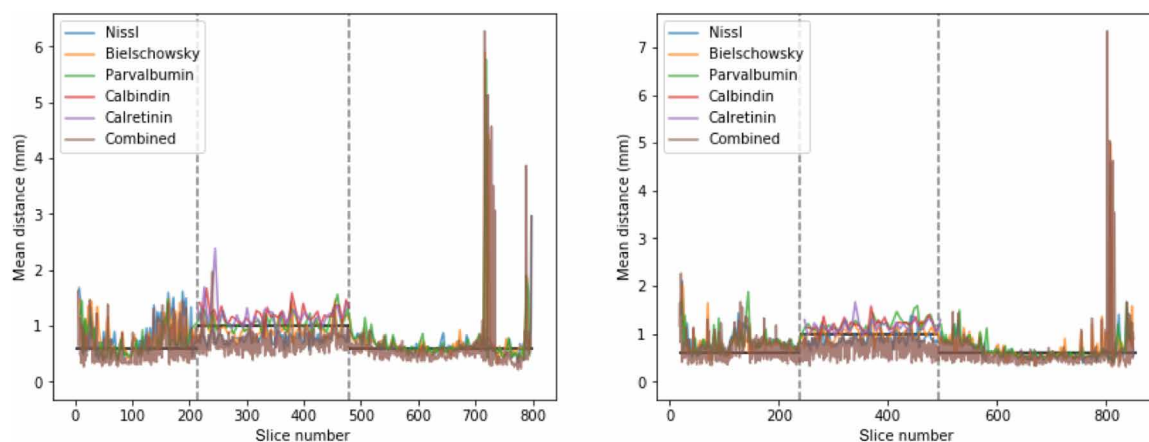 Nissl
Bielschowsky
Parvalbumin
Calbindin
Calretinin
Combined
6
5
4
3
2
1
0
Mean distance (mm)
0 100 200 300 400 500 600 700 800
Slice number
Nissl
Bielschowsky
Parvalbumin
Calbindin
Calretinin
Combined
7
6
5
4
3
2
1
0
Mean distance (mm)
0 200 400 600 800
Slice number